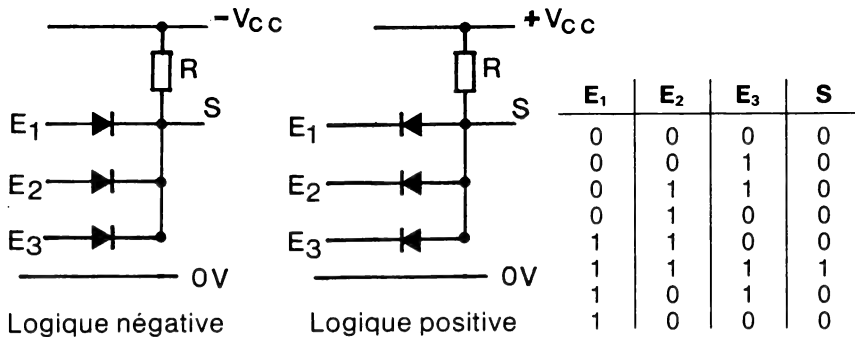 −VCC
R
S
E1
E2
E3
0V
Logique négative
+VCC
R
S
E1
E2
E3
0V
Logique positive
E1 E2 E3 S
0 0 0 0
0 0 1 0
0 1 1 0
0 1 0 0
1 1 0 0
1 1 1 1
1 0 1 0
1 0 0 0